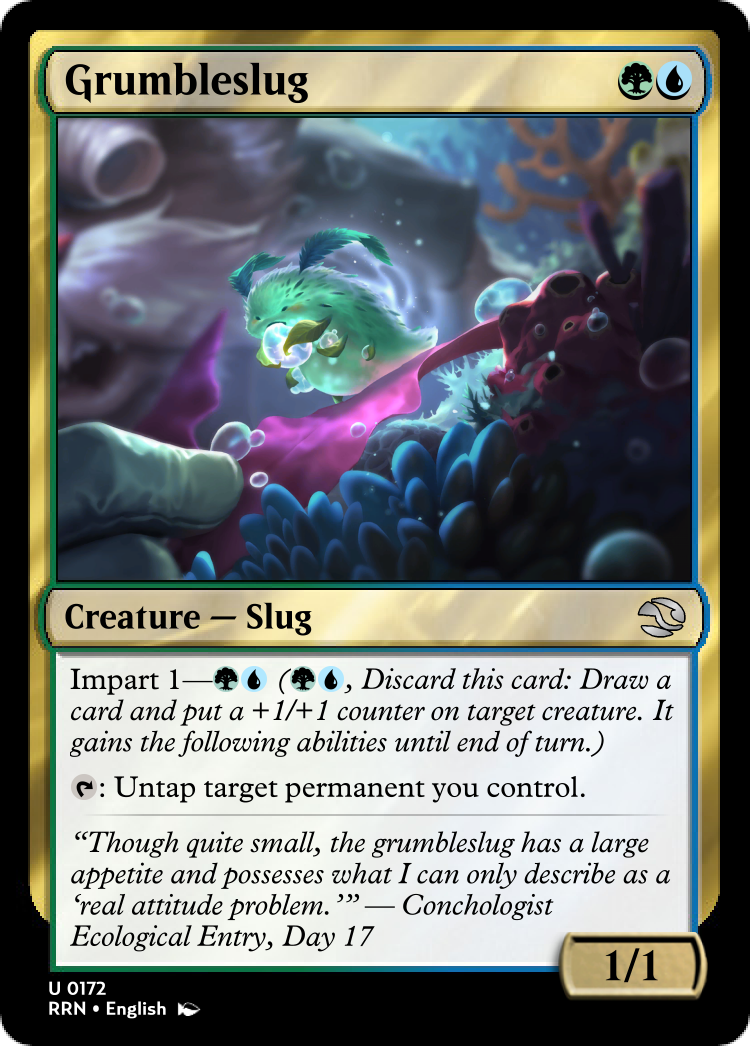 Grumbleslug
Creature — Slug
Impart 1— (, Discard this card: Draw a
card and put a +1/+1 counter on target creature. It
gains the following abilities until end of turn.)
: Untap target permanent you control.
“Though quite small, the grumbleslug has a large
appetite and possesses what I can only describe as a
‘real attitude problem.’” — Conchologist
Ecological Entry, Day 17
1/1
U 0172
RRN • English